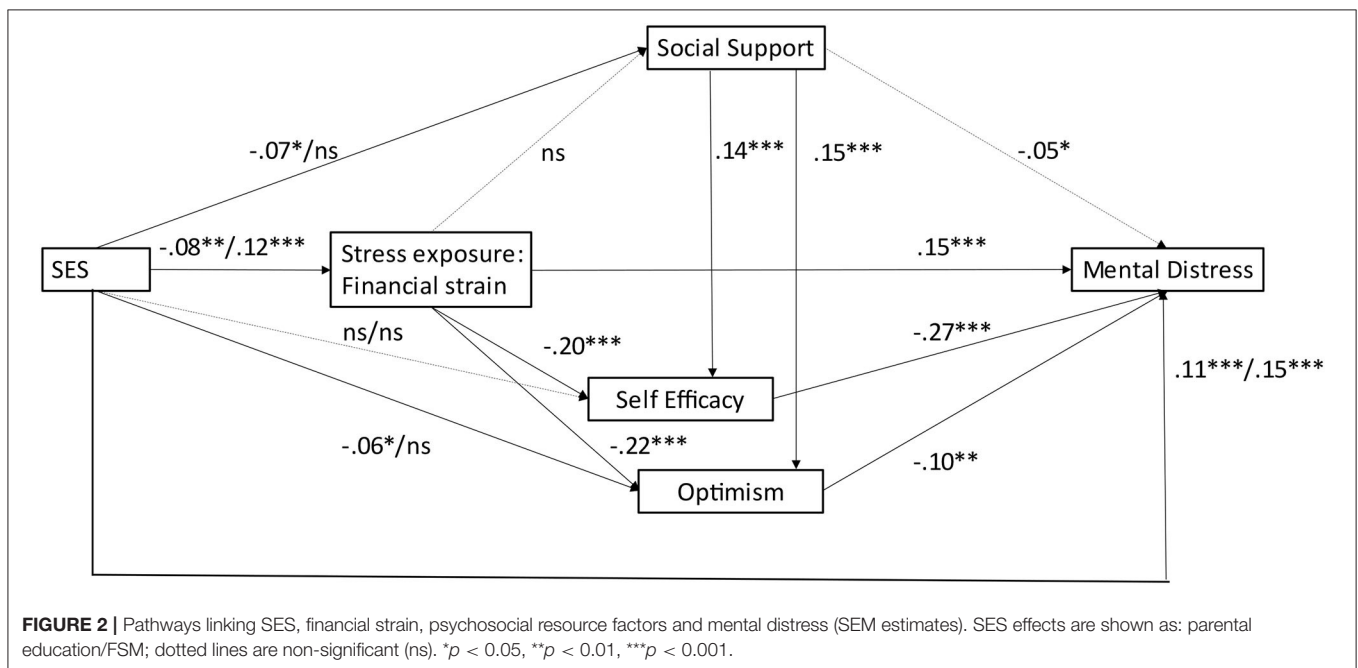 Social Support
-.07*/ns
ns
.14***
.15***
-.05*
SES
-.08**/.12***
Stress exposure:
Financial strain
.15***
Mental Distress
ns/ns
-.20***
-.27***
.11***/.15***
Self Efficacy
-.06*/ns
-.22***
-.10**
Optimism
FIGURE 2 | Pathways linking SES, financial strain, psychosocial resource factors and mental distress (SEM estimates). SES effects are shown as: parental
education/FSM; dotted lines are non-significant (ns). *p < 0.05, **p < 0.01, ***p < 0.001.